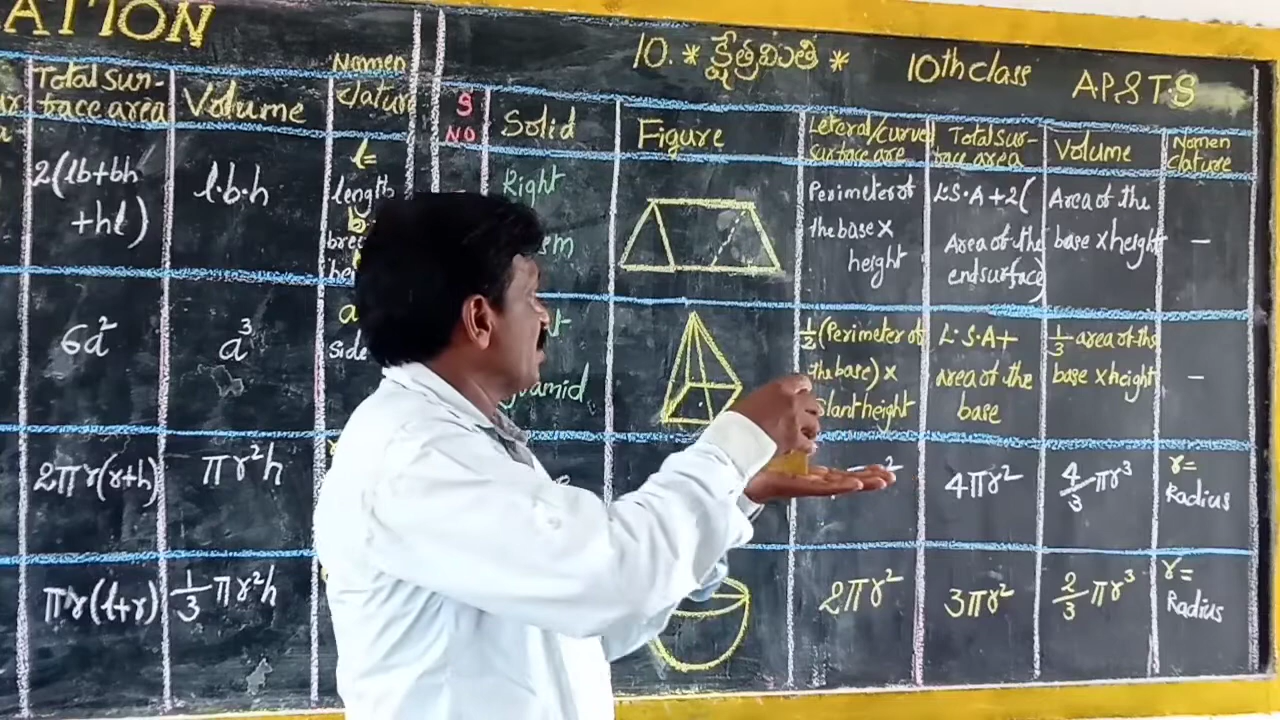 ATION
10. * క్షేత్రమితి * 10th class AP & TS
Total sur-
face area
Volume
Nomen
clature
S
NO
Solid
Figure
Leteral/curve
surface are
Total sur-
face area
Volume
Nomen
clature
2(lb+bh
+hl)
l.b.h
l=
length
b=
Right
Perimeter of
the base x
height
L.S.A+2(
Area of the
end surface)
Area of the
base x height
–
6a²
a³
a
side
½ (Perimeter of
the base) x
slant height
L.S.A+
area of the
base
⅓ area of the
base x height
–
2πr(r+h)
πr²h
4πr²
4/3 πr³
r=
Radius
πr(l+r)
1/3 πr²h
2πr²
3πr²
2/3 πr³
r=
Radius